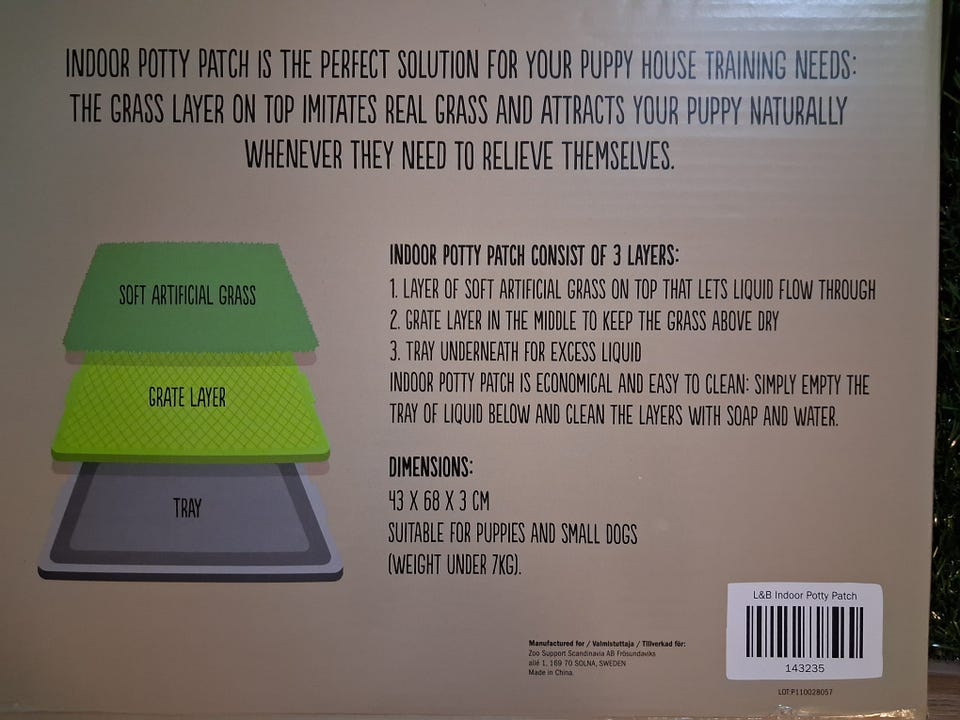 INDOOR POTTY PATCH IS THE PERFECT SOLUTION FOR YOUR PUPPY HOUSE TRAINING NEEDS:
THE GRASS LAYER ON TOP IMITATES REAL GRASS AND ATTRACTS YOUR PUPPY NATURALLY
WHENEVER THEY NEED TO RELIEVE THEMSELVES.
SOFT ARTIFICIAL GRASS
GRATE LAYER
TRAY
INDOOR POTTY PATCH CONSIST OF 3 LAYERS:
1. LAYER OF SOFT ARTIFICIAL GRASS ON TOP THAT LETS LIQUID FLOW THROUGH
2. GRATE LAYER IN THE MIDDLE TO KEEP THE GRASS ABOVE DRY
3. TRAY UNDERNEATH FOR EXCESS LIQUID
INDOOR POTTY PATCH IS ECONOMICAL AND EASY TO CLEAN: SIMPLY EMPTY THE
TRAY OF LIQUID BELOW AND CLEAN THE LAYERS WITH SOAP AND WATER.
DIMENSIONS:
43 X 68 X 3 CM
SUITABLE FOR PUPPIES AND SMALL DOGS
(WEIGHT UNDER 7KG).
Manufactured for / Valmistuttaja / Tillverkad för:
Zoo Support Scandinavia AB Frösundaviks
allé 1, 169 70 SOLNA, SWEDEN
Made in China.
L&B Indoor Potty Patch
143235
LOT:P110028057